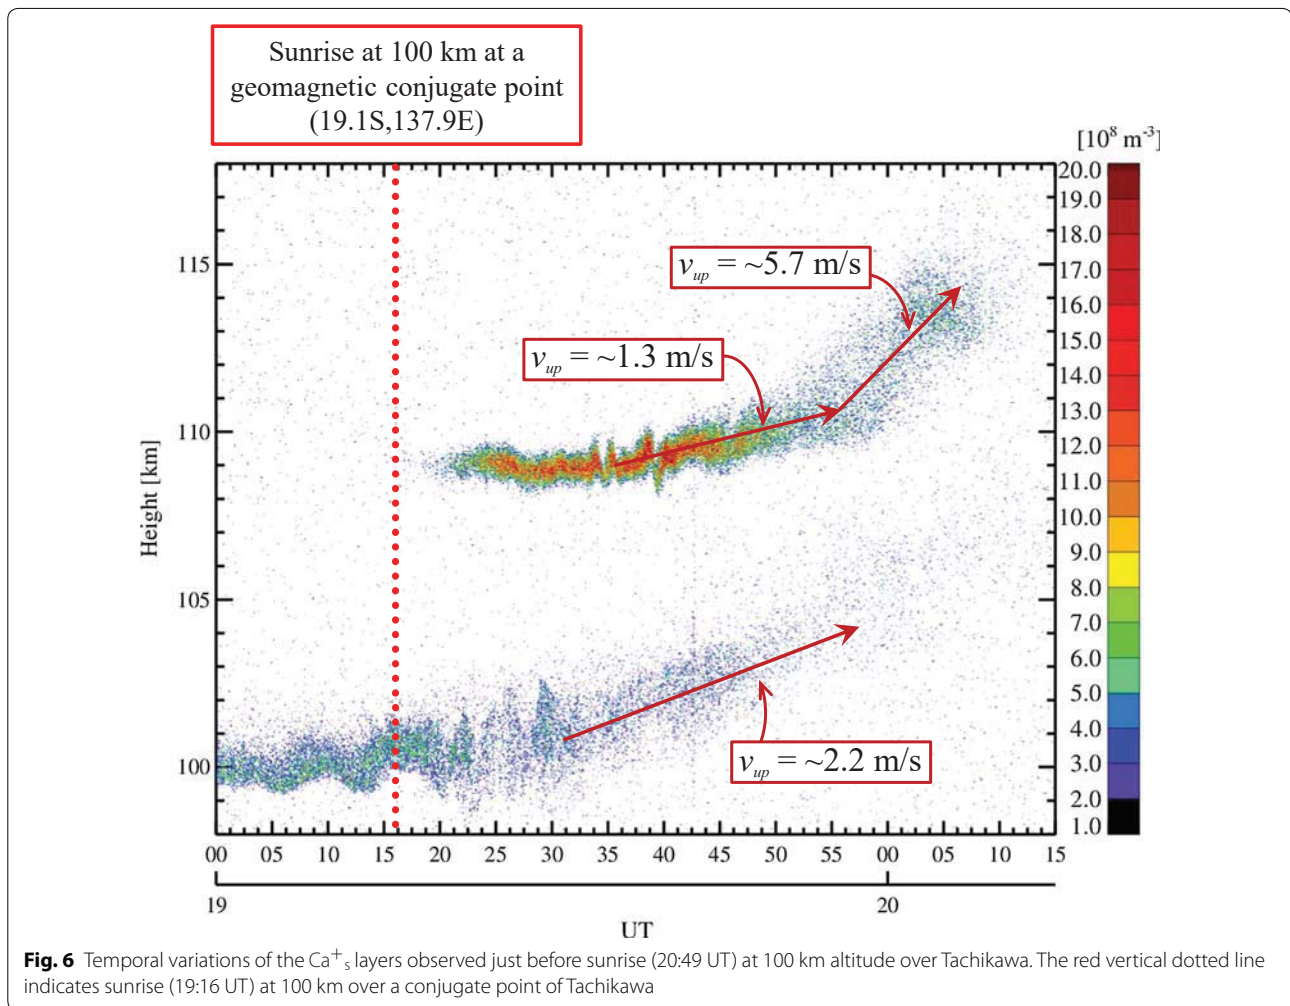 Sunrise at 100 km at a
geomagnetic conjugate point
(19.1S,137.9E)
[10⁸ m⁻³]
20.0
19.0
18.0
17.0
16.0
15.0
14.0
13.0
12.0
11.0
10.0
9.0
8.0
7.0
6.0
5.0
4.0
3.0
2.0
1.0
115
110
105
100
Height [km]
v_up = ~5.7 m/s
v_up = ~1.3 m/s
v_up = ~2.2 m/s
00 05 10 15 20 25 30 35 40 45 50 55 00 05 10 15
19 20
UT
Fig. 6 Temporal variations of the Ca⁺ₛ layers observed just before sunrise (20:49 UT) at 100 km altitude over Tachikawa. The red vertical dotted line
indicates sunrise (19:16 UT) at 100 km over a conjugate point of Tachikawa